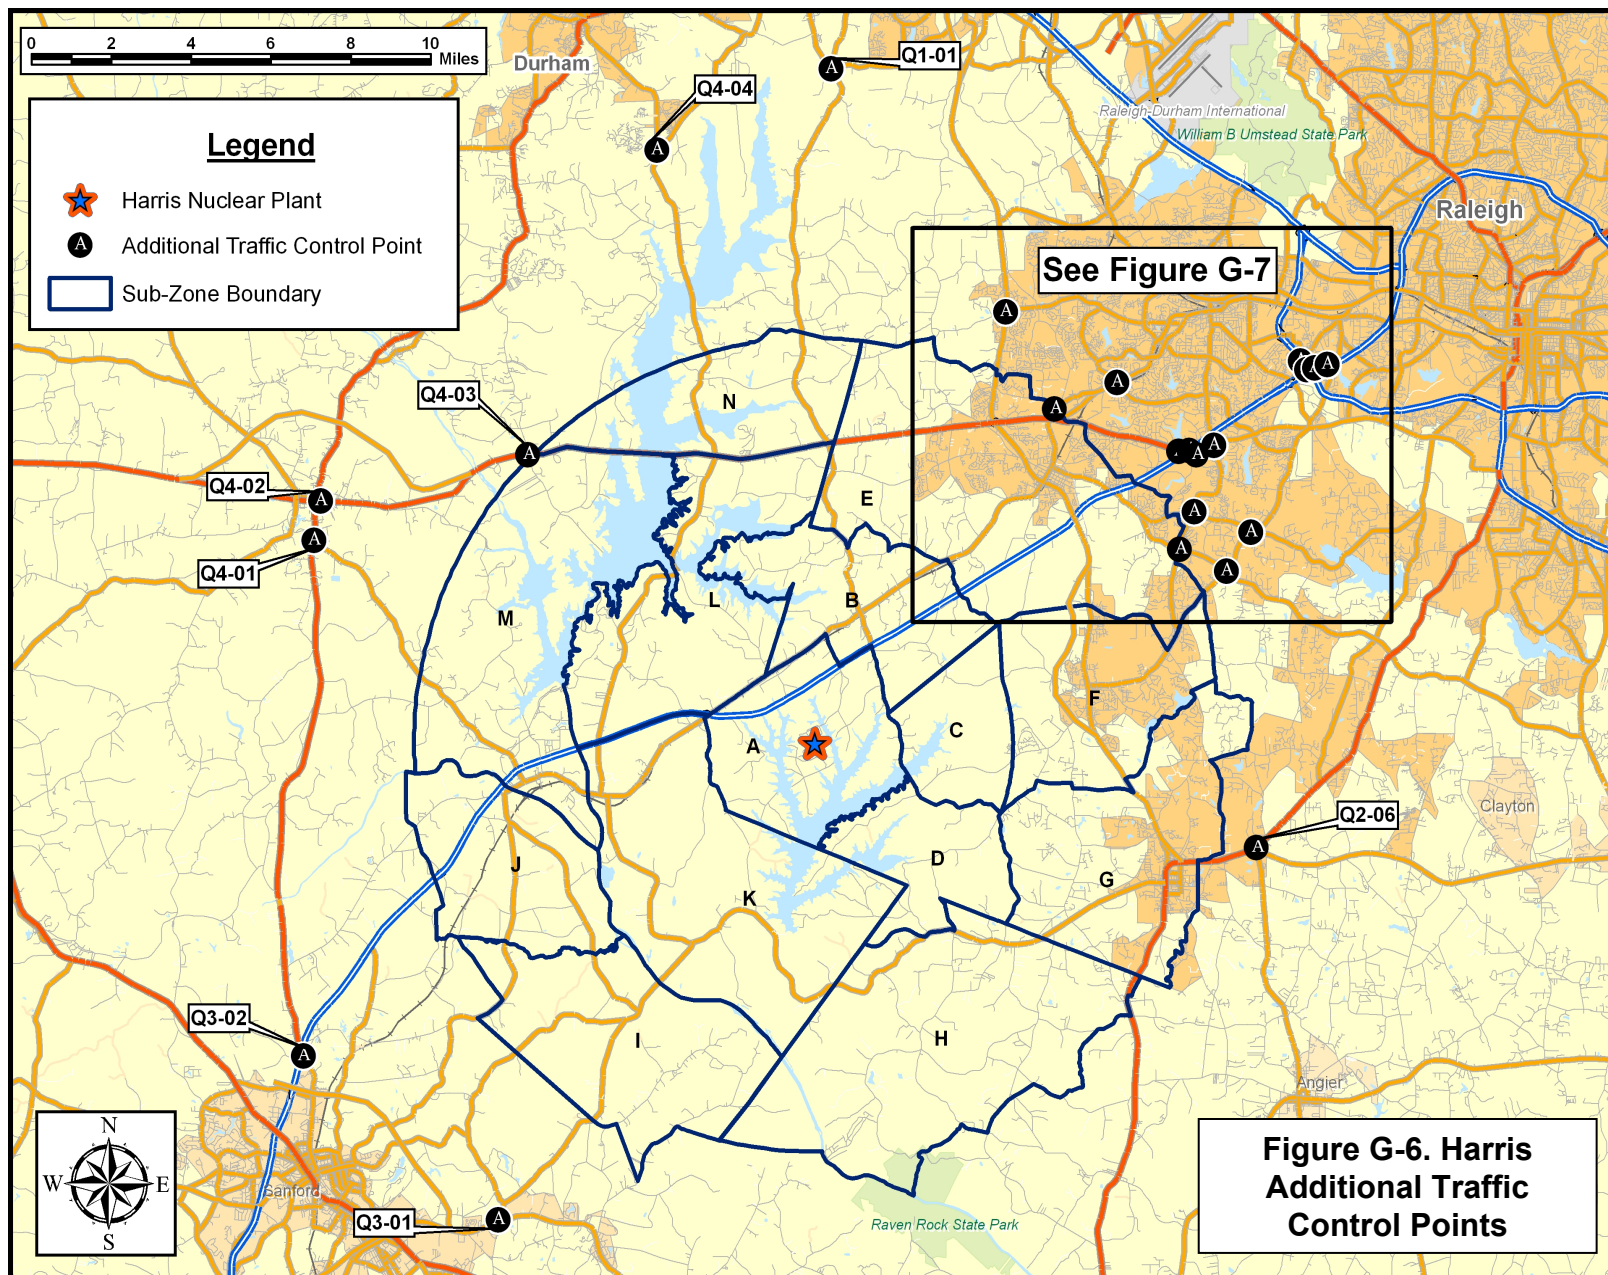 0 2 4 6 8 10
Miles
Durham
Q1-01
A
Q4-04
A
Raleigh-Durham International
William B Umstead State Park
Raleigh
Legend
Harris Nuclear Plant
A Additional Traffic Control Point
Sub-Zone Boundary
See Figure G-7
A
A
A
A
A
A
A
A
A
A
A
Q4-03
A
N
E
Q4-02
A
Q4-01
A
M
L
B
F
A
C
Clayton
Q2-06
A
J
D
G
K
Q3-02
A
I
H
Angier
N
W E
S
Sanford
Q3-01
A
Raven Rock State Park
Figure G-6. Harris
Additional Traffic
Control Points